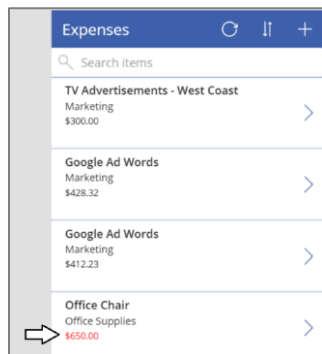 Expenses
Search items
TV Advertisements - West Coast
Marketing
$300.00
Google Ad Words
Marketing
$428.32
Google Ad Words
Marketing
$412.23
Office Chair
Office Supplies
$650.00